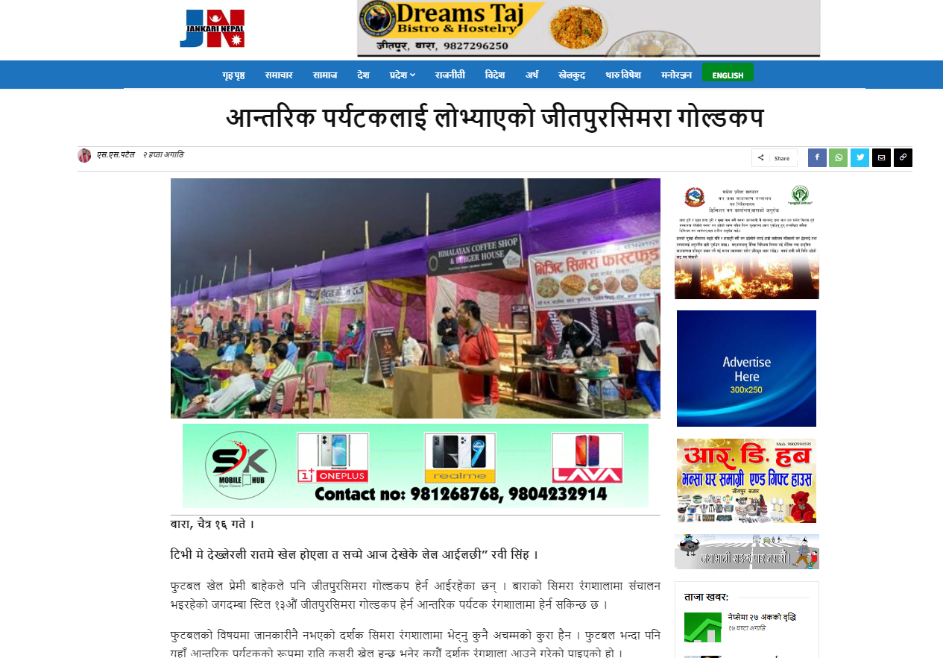 JANKARI NEPAL
Dreams Taj
Bistro & Hostelry
जीतपुर, बारा, 9827296250
गृहपृष्ठ समाचार समाज देश प्रदेश राजनीती विदेश अर्थ खेलकुद थारु विषेश मनोरञ्जन ENGLISH
आन्तरिक पर्यटकलाई लोभ्याएको जीतपुरसिमरा गोल्डकप
एस.एस.पटेल २ हप्ता अगाडि
Share
HIMALAYAN COFFEE SHOP
& BURGER HOUSE
सिमरा फास्टफुड
Advertise
Here
300x250
SK
MOBILE HUB
ONEPLUS
realme
LAVA
Contact no: 981268768, 9804232914
आर. डि. हब
भन्सा घर समाग्री एण्ड गिफ्ट हाउस
बारा, चैत्र १६ गते ।
टिभी मे देख्लेरली रातमे खेल होएला त सच्मे आज देखेके लेल आईलछी” रवी सिंह ।
फुटबल खेल प्रेमी बाहेकले पनि जीतपुरसिमरा गोल्डकप हेर्न आईरहेका छन् । बाराको सिमरा रंगशालामा संचालन
भइरहेको जगदम्बा स्टिल १३औं जीतपुरसिमरा गोल्डकप हेर्न आन्तरिक पर्यटक रंगशालामा हेर्न सकिन्छ छ ।
फुटबलको विषयमा जानकारीनै नभएको दर्शक सिमरा रंगशालामा भेट्नु कुनै अचम्मको कुरा हैन । फुटबल भन्दा पनि
यहाँ आन्तरिक पर्यटकको रूपमा राति कसरी खेल हुन्छ भनेर कयौं दर्शक रंगशाला आउने गरेको पाइएको हो ।
ताजा खबर:
नेप्सेमा २७ अंकको वृद्धि
१७ घण्टा अगाडि